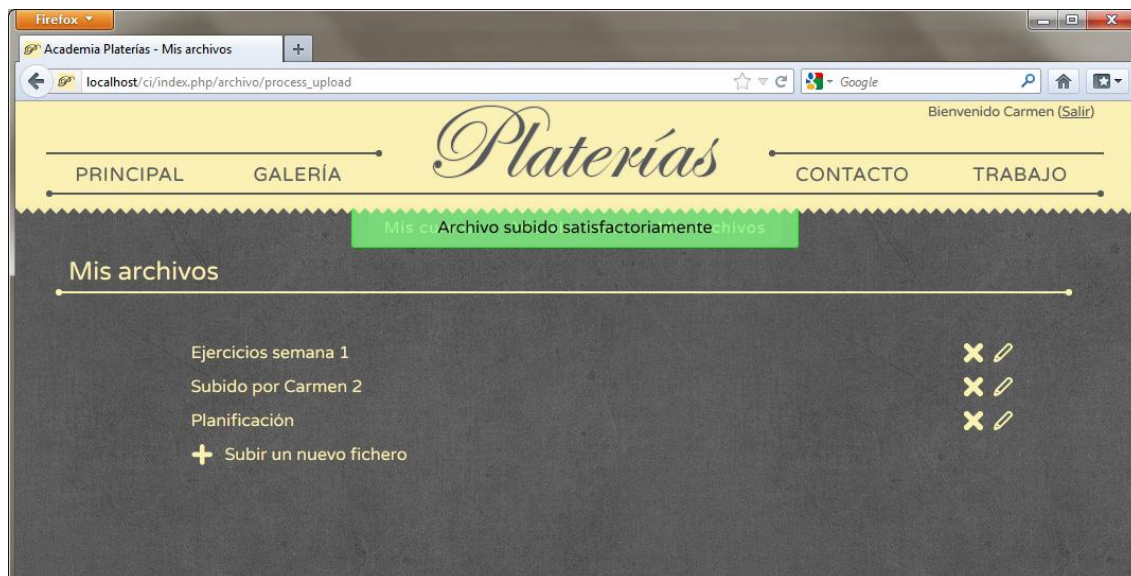 Firefox
Academia Platerías - Mis archivos
localhost/ci/index.php/archivo/process_upload
Google
Bienvenido Carmen (Salir)
PRINCIPAL GALERÍA Platerías CONTACTO TRABAJO
Archivo subido satisfactoriamente
Mis archivos
Ejercicios semana 1
Subido por Carmen 2
Planificación
Subir un nuevo fichero